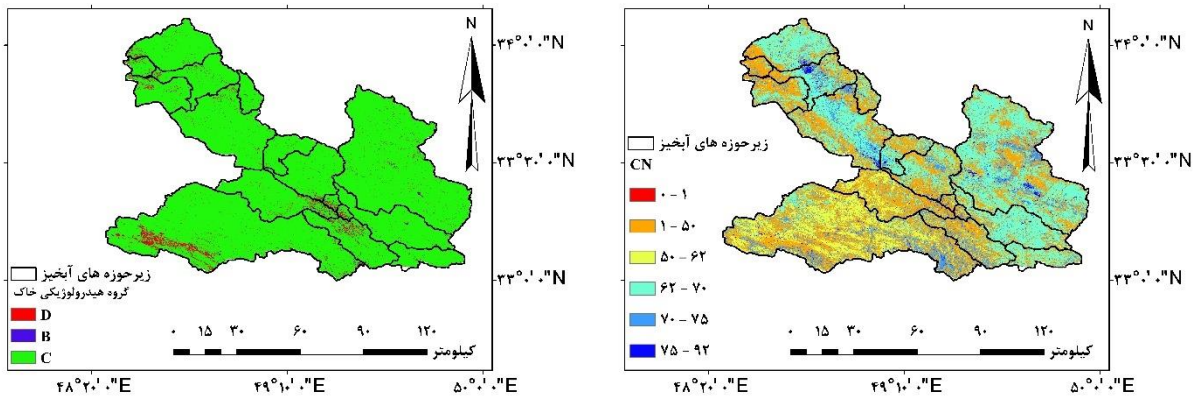 N
۳۴°۰'۰"N
۳۳°۳۰'۰"N
۳۳°۰'۰"N
زیرحوزه های آبخیز
گروه هیدرولوژیکی خاک
D
B
C
۰ ۱۵ ۳۰ ۶۰ ۹۰ ۱۲۰
کیلومتر
۴۸°۲۰'۰"E ۴۹°۱۰'۰"E ۵۰°۰'۰"E
N
۳۴°۰'۰"N
۳۳°۳۰'۰"N
۳۳°۰'۰"N
زیرحوزه های آبخیز
CN
۰ - ۱
۱ - ۵۰
۵۰ - ۶۲
۶۲ - ۷۰
۷۰ - ۷۵
۷۵ - ۹۲
۰ ۱۵ ۳۰ ۶۰ ۹۰ ۱۲۰
کیلومتر
۴۸°۲۰'۰"E ۴۹°۱۰'۰"E ۵۰°۰'۰"E